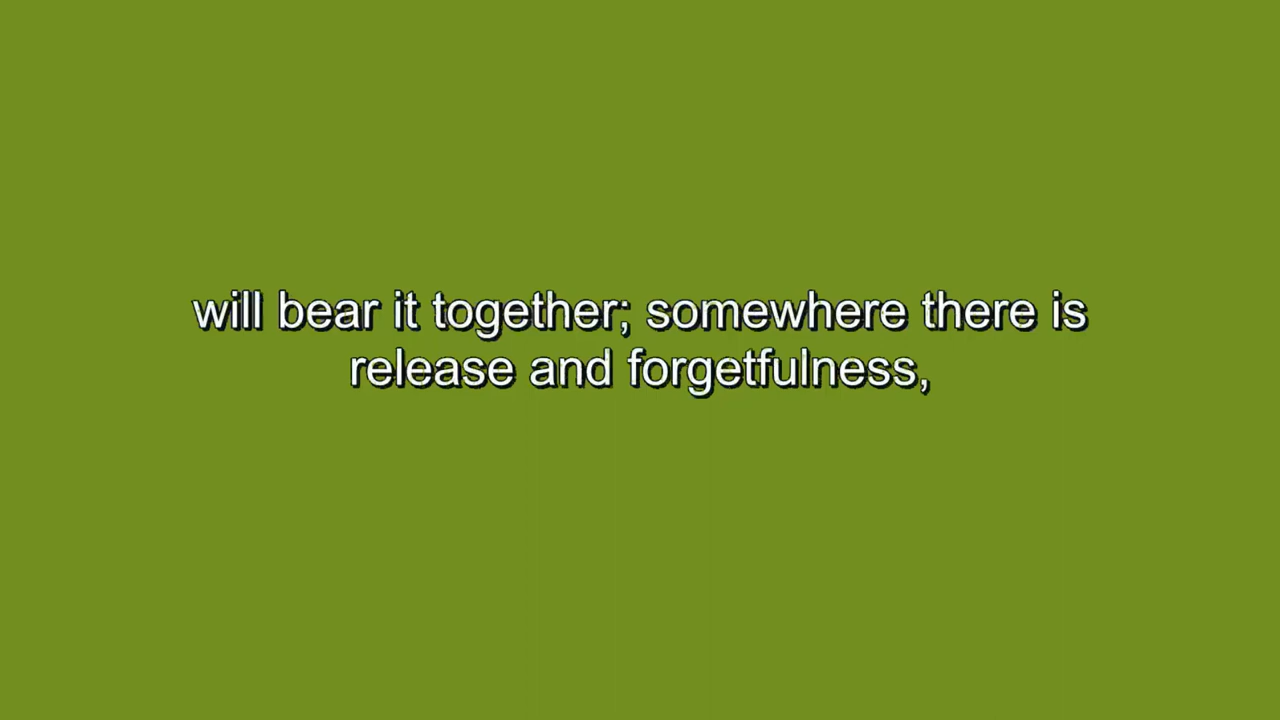 will bear it together; somewhere there is
release and forgetfulness,